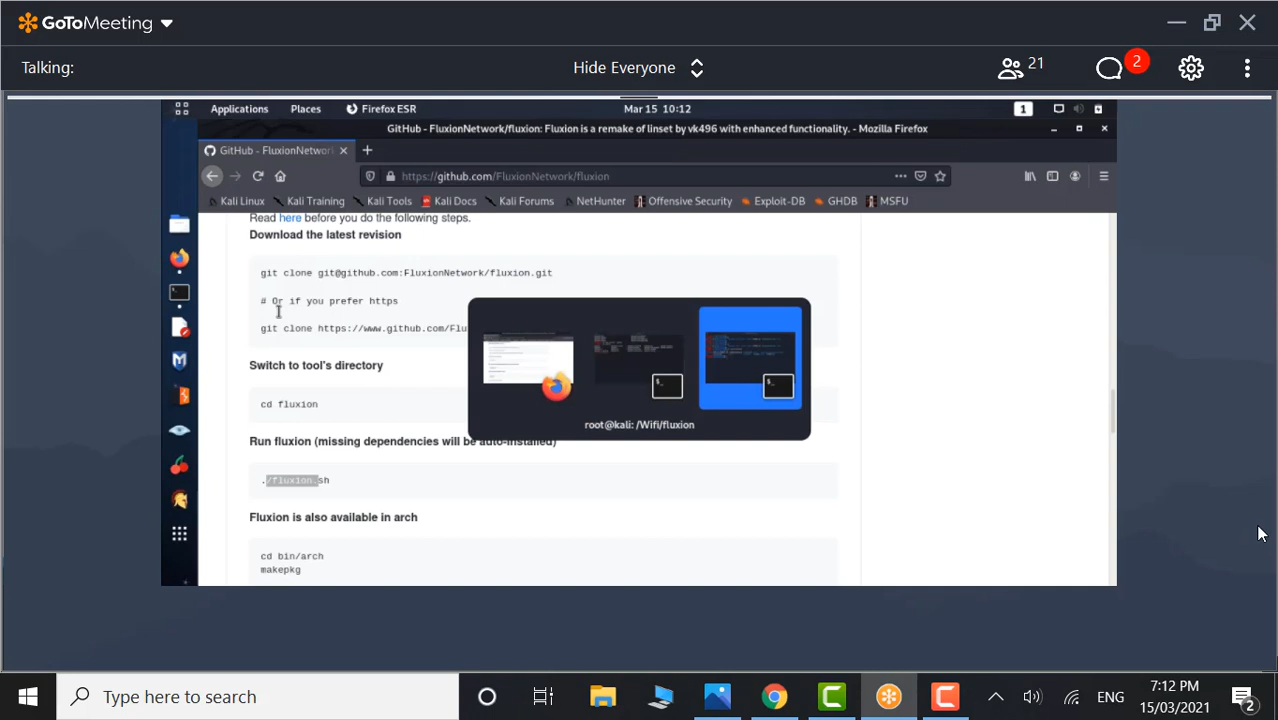 GoToMeeting
Talking:
Hide Everyone
21
2
Applications Places Firefox ESR Mar 15 10:12 1
GitHub - FluxionNetwork/fluxion: Fluxion is a remake of linset by vk496 with enhanced functionality. - Mozilla Firefox
GitHub - FluxionNetwor
https://github.com/FluxionNetwork/fluxion
Kali Linux Kali Training Kali Tools Kali Docs Kali Forums NetHunter Offensive Security Exploit-DB GHDB MSFU
Read here before you do the following steps.
Download the latest revision
git clone git@github.com:FluxionNetwork/fluxion.git
# Or if you prefer https
git clone https://www.github.com/Flu
Switch to tool's directory
cd fluxion
root@kali: /Wifi/fluxion
Run fluxion (missing dependencies will be auto-installed)
./fluxion.sh
Fluxion is also available in arch
cd bin/arch
makepkg
Type here to search
ENG
7:12 PM
15/03/2021
2